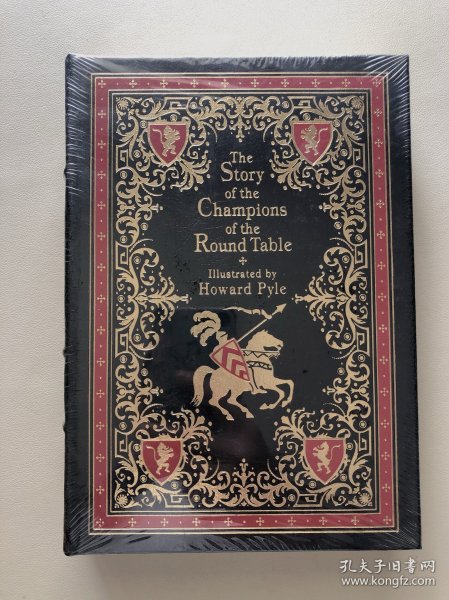 The
Story
of the
Champions
of the
Round Table
Illustrated by
Howard Pyle
孔夫子旧书网
www.kongfz.com